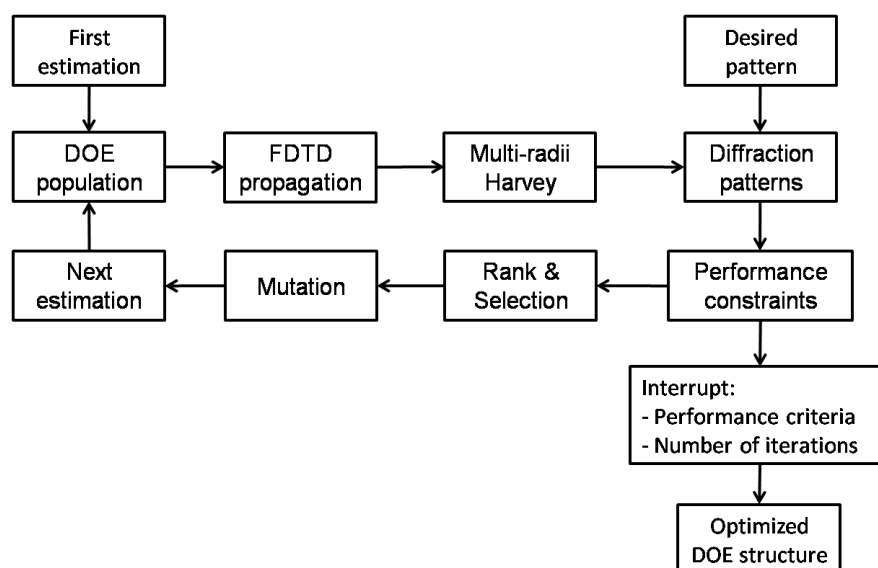 First
estimation
Desired
pattern
DOE
population
FDTD
propagation
Multi-radii
Harvey
Diffraction
patterns
Next
estimation
Mutation
Rank &
Selection
Performance
constraints
Interrupt:
- Performance criteria
- Number of iterations
Optimized
DOE structure